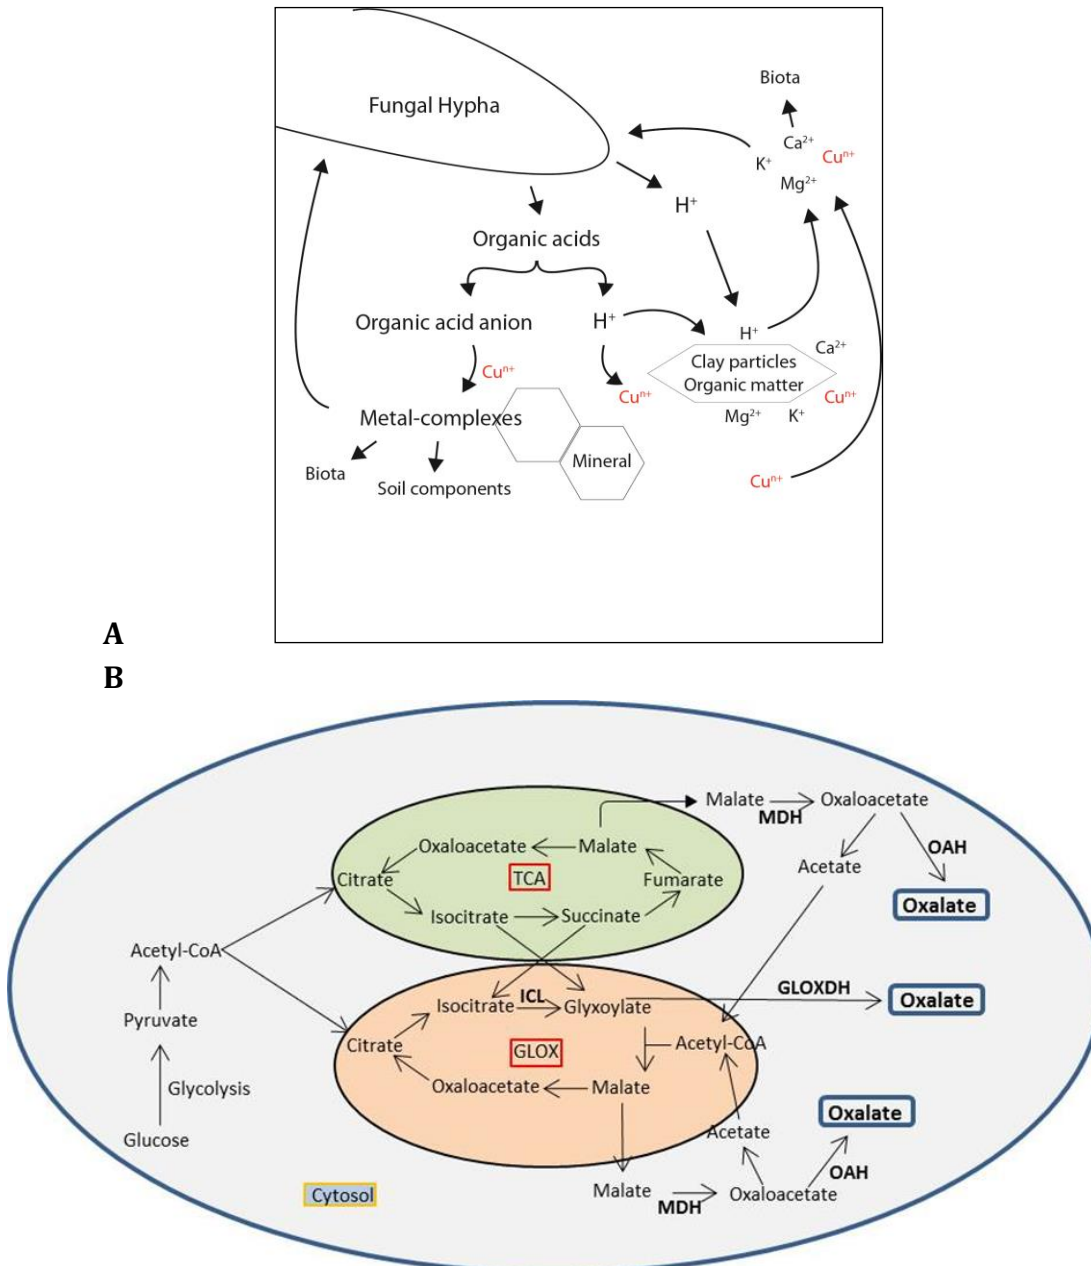 Fungal Hypha
Biota
Ca²⁺
Cuⁿ⁺
K⁺
Mg²⁺
H⁺
Organic acids
Organic acid anion
H⁺
H⁺
Ca²⁺
Clay particles
Organic matter
Cuⁿ⁺
Cuⁿ⁺
Cuⁿ⁺
Mg²⁺
K⁺
Metal-complexes
Mineral
Biota
Soil components
Cuⁿ⁺
A
B
Malate
MDH
Oxaloacetate
OAH
Acetate
Oxalate
Oxaloacetate
Malate
Citrate
TCA
Fumarate
Isocitrate
Succinate
Acetyl-CoA
Pyruvate
Glycolysis
Glucose
Isocitrate
ICL
Glyxoylate
GLOXDH
Oxalate
Citrate
GLOX
Acetyl-CoA
Oxaloacetate
Malate
Oxalate
Acetate
OAH
Malate
MDH
Oxaloacetate
Cytosol